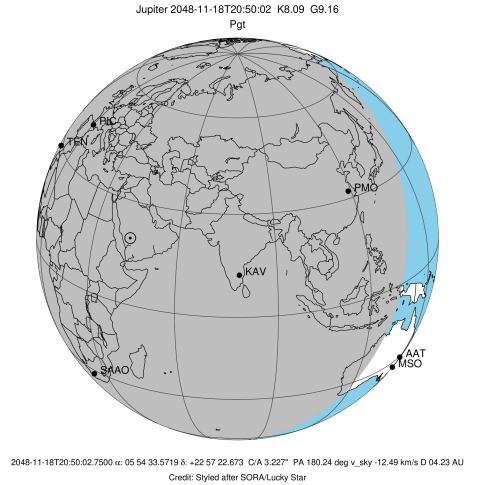 Jupiter 2048-11-18T20:50:02 K8.09 G9.16
Pgt
PIC
TEN
PMO
KAV
AAT
MSO
SAAO
2048-11-18T20:50:02.7500 α: 05 54 33.5719 δ: +22 57 22.673 C/A 3.227" PA 180.24 deg v_sky -12.49 km/s D 04.23 AU
Credit: Styled after SORA/Lucky Star